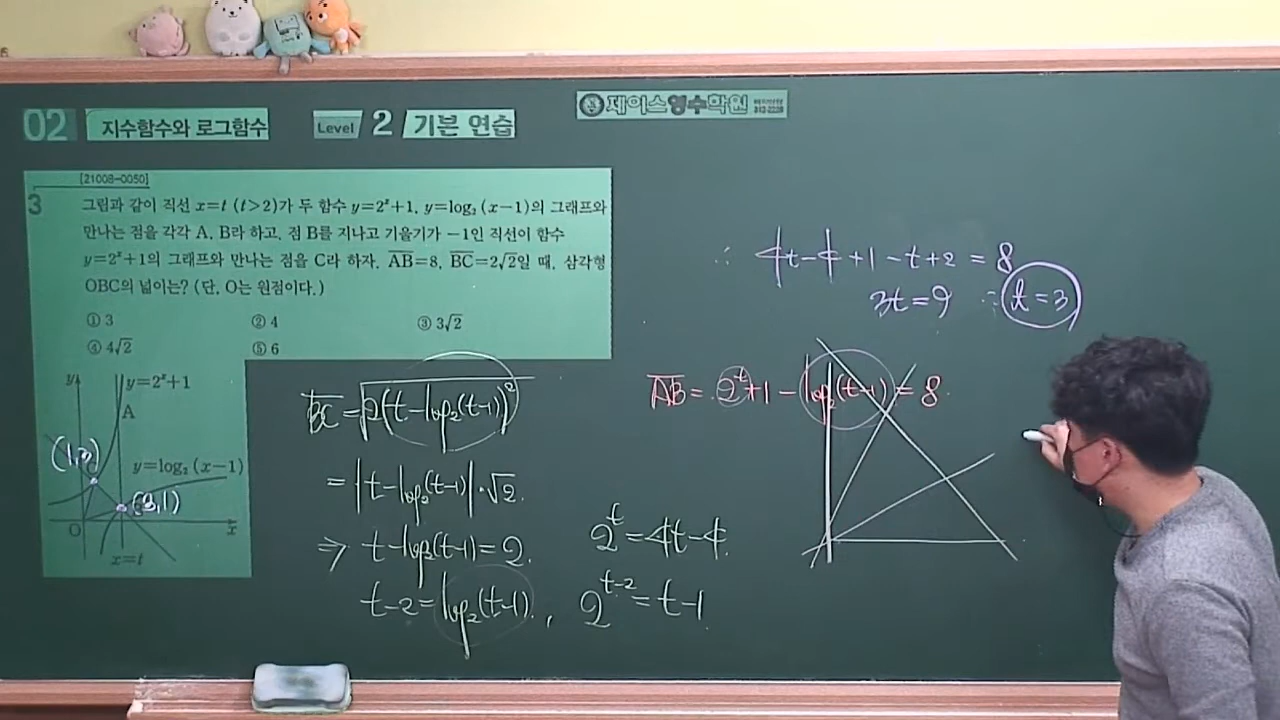 제이스영수학원
02 지수함수와 로그함수 Level 2 기본 연습
[21008-0050]
3 그림과 같이 직선 x=t (t>2)가 두 함수 y=2^x+1, y=log₂(x-1)의 그래프와
만나는 점을 각각 A, B라 하고, 점 B를 지나고 기울기가 -1인 직선이 함수
y=2^x+1의 그래프와 만나는 점을 C라 하자. \overline{AB}=8, \overline{BC}=2√2일 때, 삼각형
OBC의 넓이는? (단, O는 원점이다.)
① 3 ② 4 ③ 3√2
④ 4√2 ⑤ 6
y y=2^x+1
A
(1,3) y=log₂(x-1)
(3,1)
O x
x=t
\overline{BC}=√(2(t-log₂(t-1))²)
=|t-log₂(t-1)|·√2.
⇒ t-log₂(t-1)=2.
t-2=log₂(t-1).,
2^t=4t-4.
2^{t-2}=t-1.
∴ 4t-4+1-t+2=8
3t=9 ∴ t=3
\overline{AB}=2^t+1-log₂(t-1)=8.